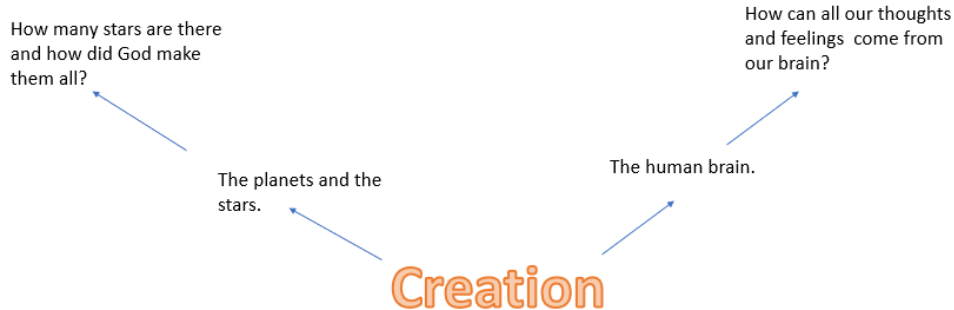 How many stars are there
and how did God make
them all?
How can all our thoughts
and feelings come from
our brain?
The planets and the
stars.
The human brain.
Creation